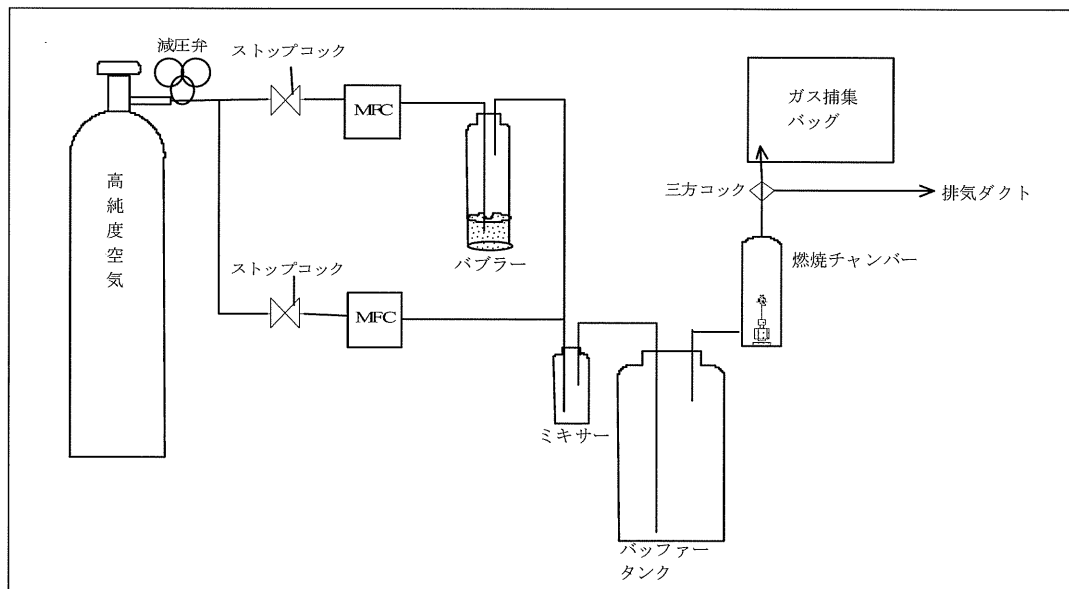 減圧弁
ストップコック
MFC
高純度空気
バブラー
ストップコック
MFC
ミキサー
バッファー
タンク
ガス捕集
バッグ
三方コック
排気ダクト
燃焼チャンバー